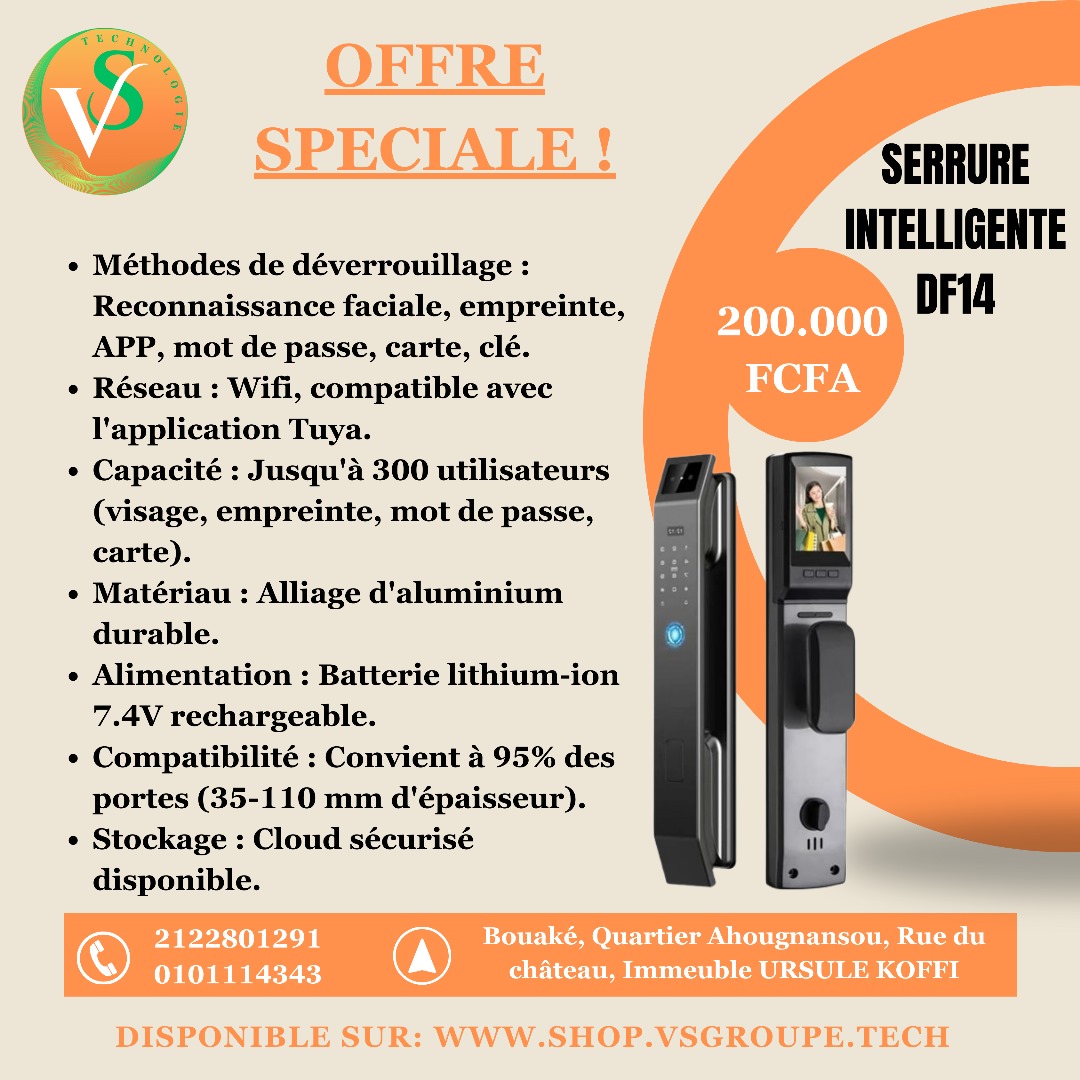 VS
TECHNOLOGIE
OFFRE
SPECIALE !
SERRURE
INTELLIGENTE
DF14
200.000
FCFA
• Méthodes de déverrouillage :
Reconnaissance faciale, empreinte,
APP, mot de passe, carte, clé.
• Réseau : Wifi, compatible avec
l'application Tuya.
• Capacité : Jusqu'à 300 utilisateurs
(visage, empreinte, mot de passe,
carte).
• Matériau : Alliage d'aluminium
durable.
• Alimentation : Batterie lithium-ion
7.4V rechargeable.
• Compatibilité : Convient à 95% des
portes (35-110 mm d'épaisseur).
• Stockage : Cloud sécurisé
disponible.
2122801291
0101114343
Bouaké, Quartier Ahougnansou, Rue du
château, Immeuble URSULE KOFFI
DISPONIBLE SUR: WWW.SHOP.VSGROUPE.TECH